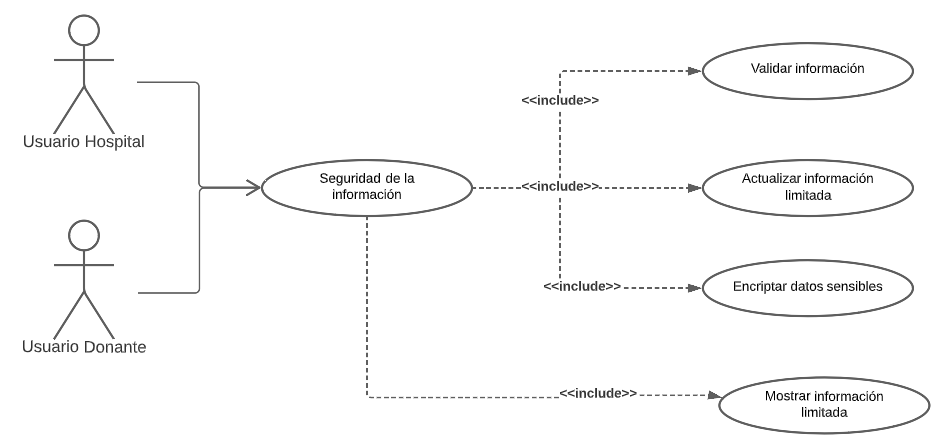 Usuario Hospital
Usuario Donante
Seguridad de la
información
<<include>>
<<include>>
<<include>>
<<include>>
Validar información
Actualizar información
limitada
Encriptar datos sensibles
Mostrar información
limitada